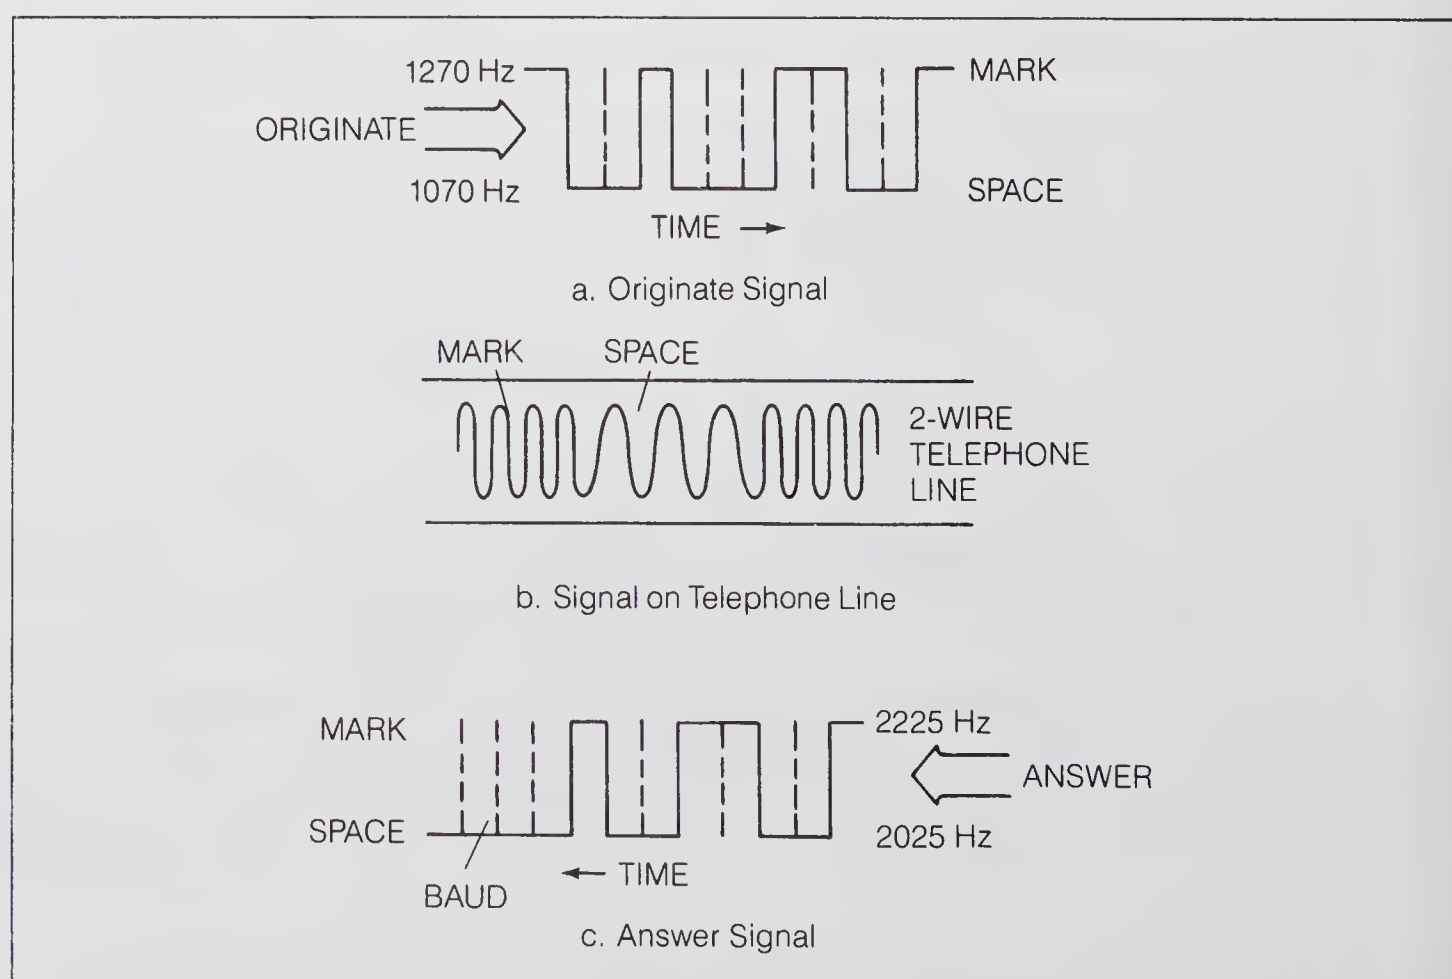 1270 Hz
MARK
ORIGINATE
1070 Hz
SPACE
TIME
a. Originate Signal
MARK
SPACE
2-WIRE
TELEPHONE
LINE
b. Signal on Telephone Line
MARK
2225 Hz
ANSWER
SPACE
2025 Hz
TIME
BAUD
c. Answer Signal